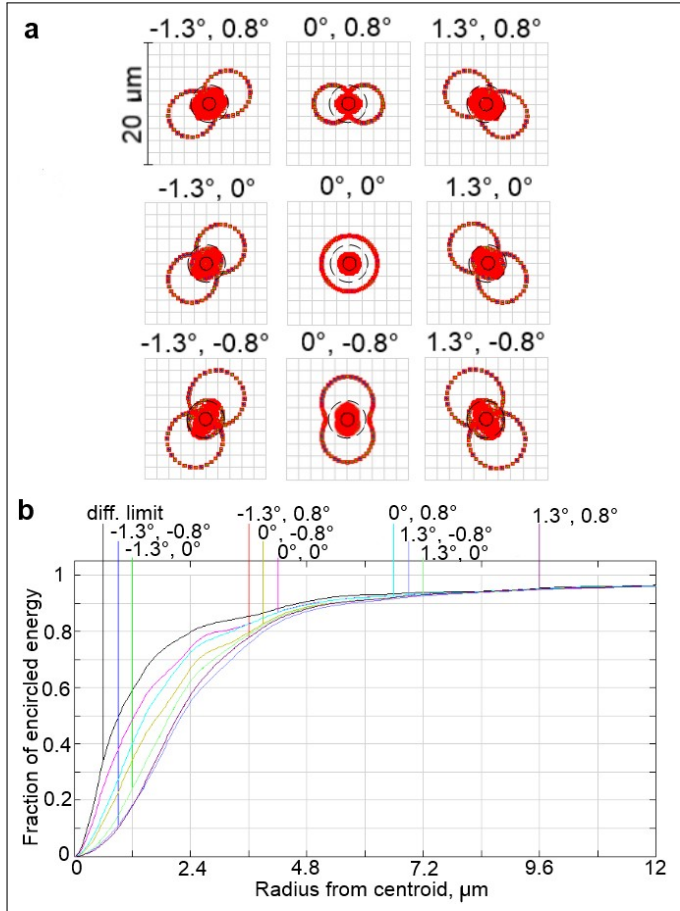 a
-1.3°, 0.8° 0°, 0.8° 1.3°, 0.8°
20 μm
-1.3°, 0° 0°, 0° 1.3°, 0°
-1.3°, -0.8° 0°, -0.8° 1.3°, -0.8°
b
diff. limit -1.3°, 0.8° 0°, 0.8° 1.3°, 0.8°
-1.3°, -0.8° 0°, -0.8° 1.3°, -0.8°
-1.3°, 0° 0°, 0° 1.3°, 0°
1
0.8
0.6
0.4
0.2
0
Fraction of encircled energy
0 2.4 4.8 7.2 9.6 12
Radius from centroid, μm